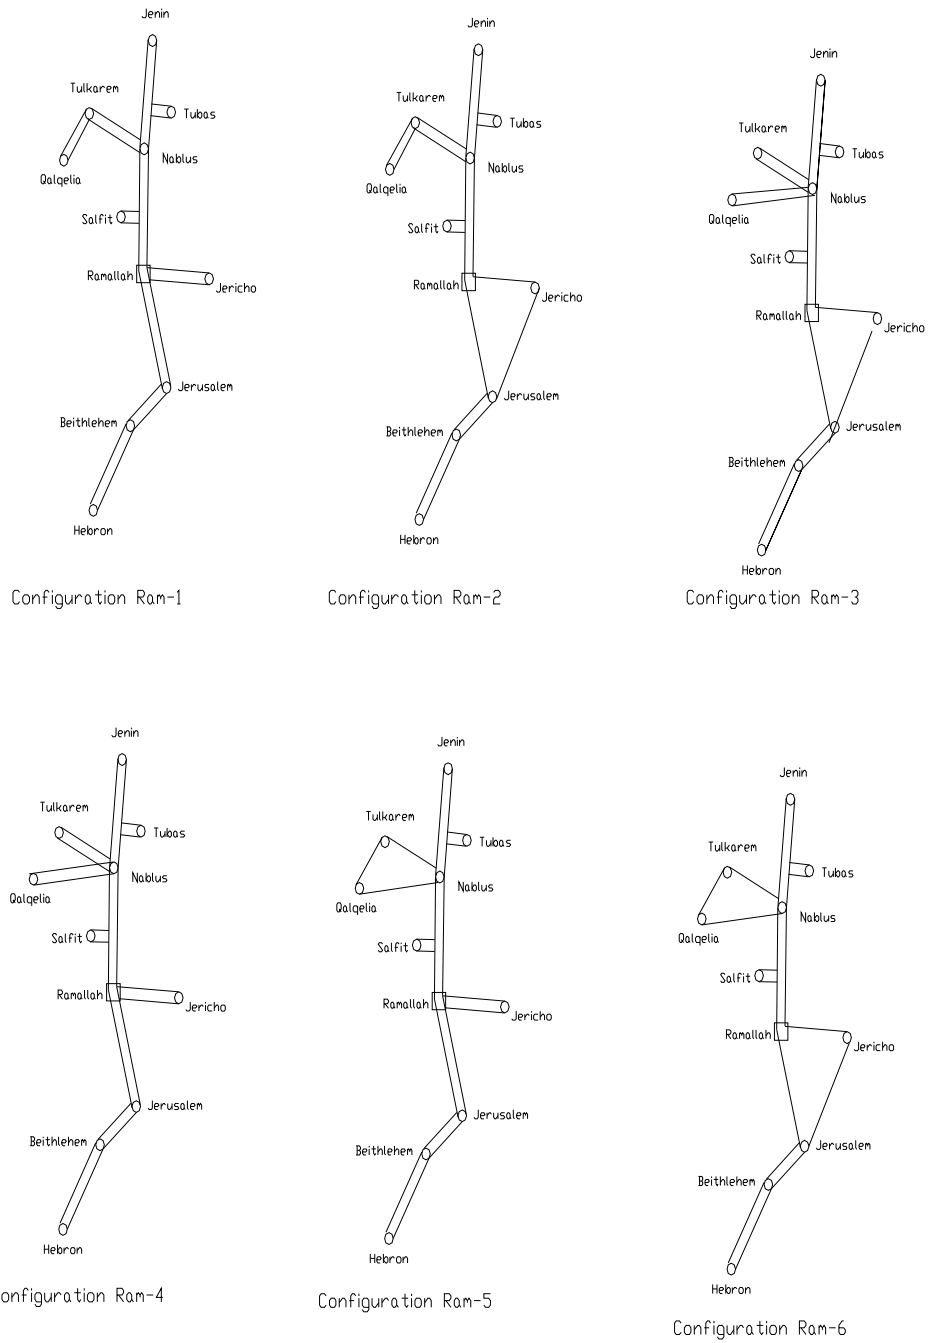 Jenin
Tulkarem
Tubas
Nablus
Qalqelia
Salfit
Ramallah
Jericho
Jerusalem
Beithlehem
Hebron
Configuration Ram-1
Jenin
Tulkarem
Tubas
Nablus
Qalqelia
Salfit
Ramallah
Jericho
Jerusalem
Beithlehem
Hebron
Configuration Ram-2
Jenin
Tulkarem
Tubas
Nablus
Qalqelia
Salfit
Ramallah
Jericho
Jerusalem
Beithlehem
Hebron
Configuration Ram-3
Jenin
Tulkarem
Tubas
Nablus
Qalqelia
Salfit
Ramallah
Jericho
Jerusalem
Beithlehem
Hebron
onfiguration Ram-4
Jenin
Tulkarem
Tubas
Nablus
Qalqelia
Salfit
Ramallah
Jericho
Jerusalem
Beithlehem
Hebron
Configuration Ram-5
Jenin
Tulkarem
Tubas
Nablus
Qalqelia
Salfit
Ramallah
Jericho
Jerusalem
Beithlehem
Hebron
Configuration Ram-6